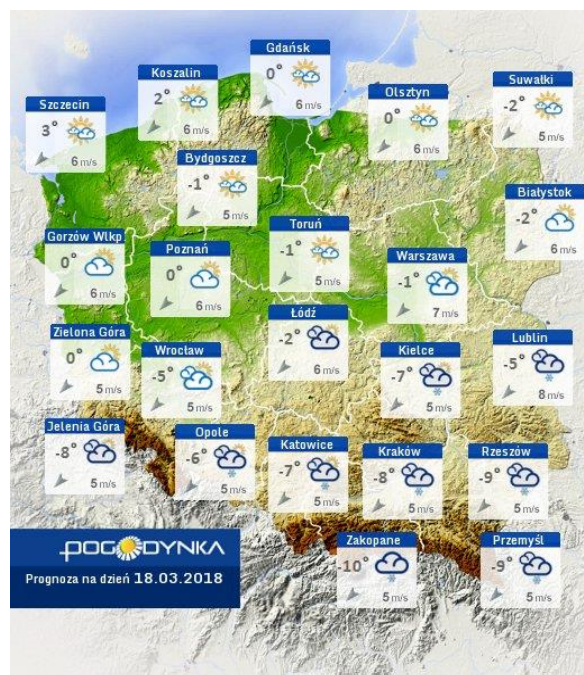 Gdańsk
0°
6 m/s
Koszalin
2°
6 m/s
Suwałki
-2°
5 m/s
Olsztyn
0°
6 m/s
Szczecin
3°
6 m/s
Bydgoszcz
-1°
5 m/s
Białystok
-2°
6 m/s
Gorzów Wlkp
0°
6 m/s
Poznań
0°
6 m/s
Toruń
-1°
5 m/s
Warszawa
-1°
7 m/s
Łódź
-2°
6 m/s
Zielona Góra
0°
5 m/s
Wrocław
-5°
5 m/s
Kielce
-7°
5 m/s
Lublin
-5°
8 m/s
Jelenia Góra
-8°
5 m/s
Opole
-6°
5 m/s
Katowice
-7°
5 m/s
Kraków
-8°
5 m/s
Rzeszów
-9°
5 m/s
Zakopane
-10°
5 m/s
Przemyśl
-9°
5 m/s
POGODYNKA
Prognoza na dzień 18.03.2018